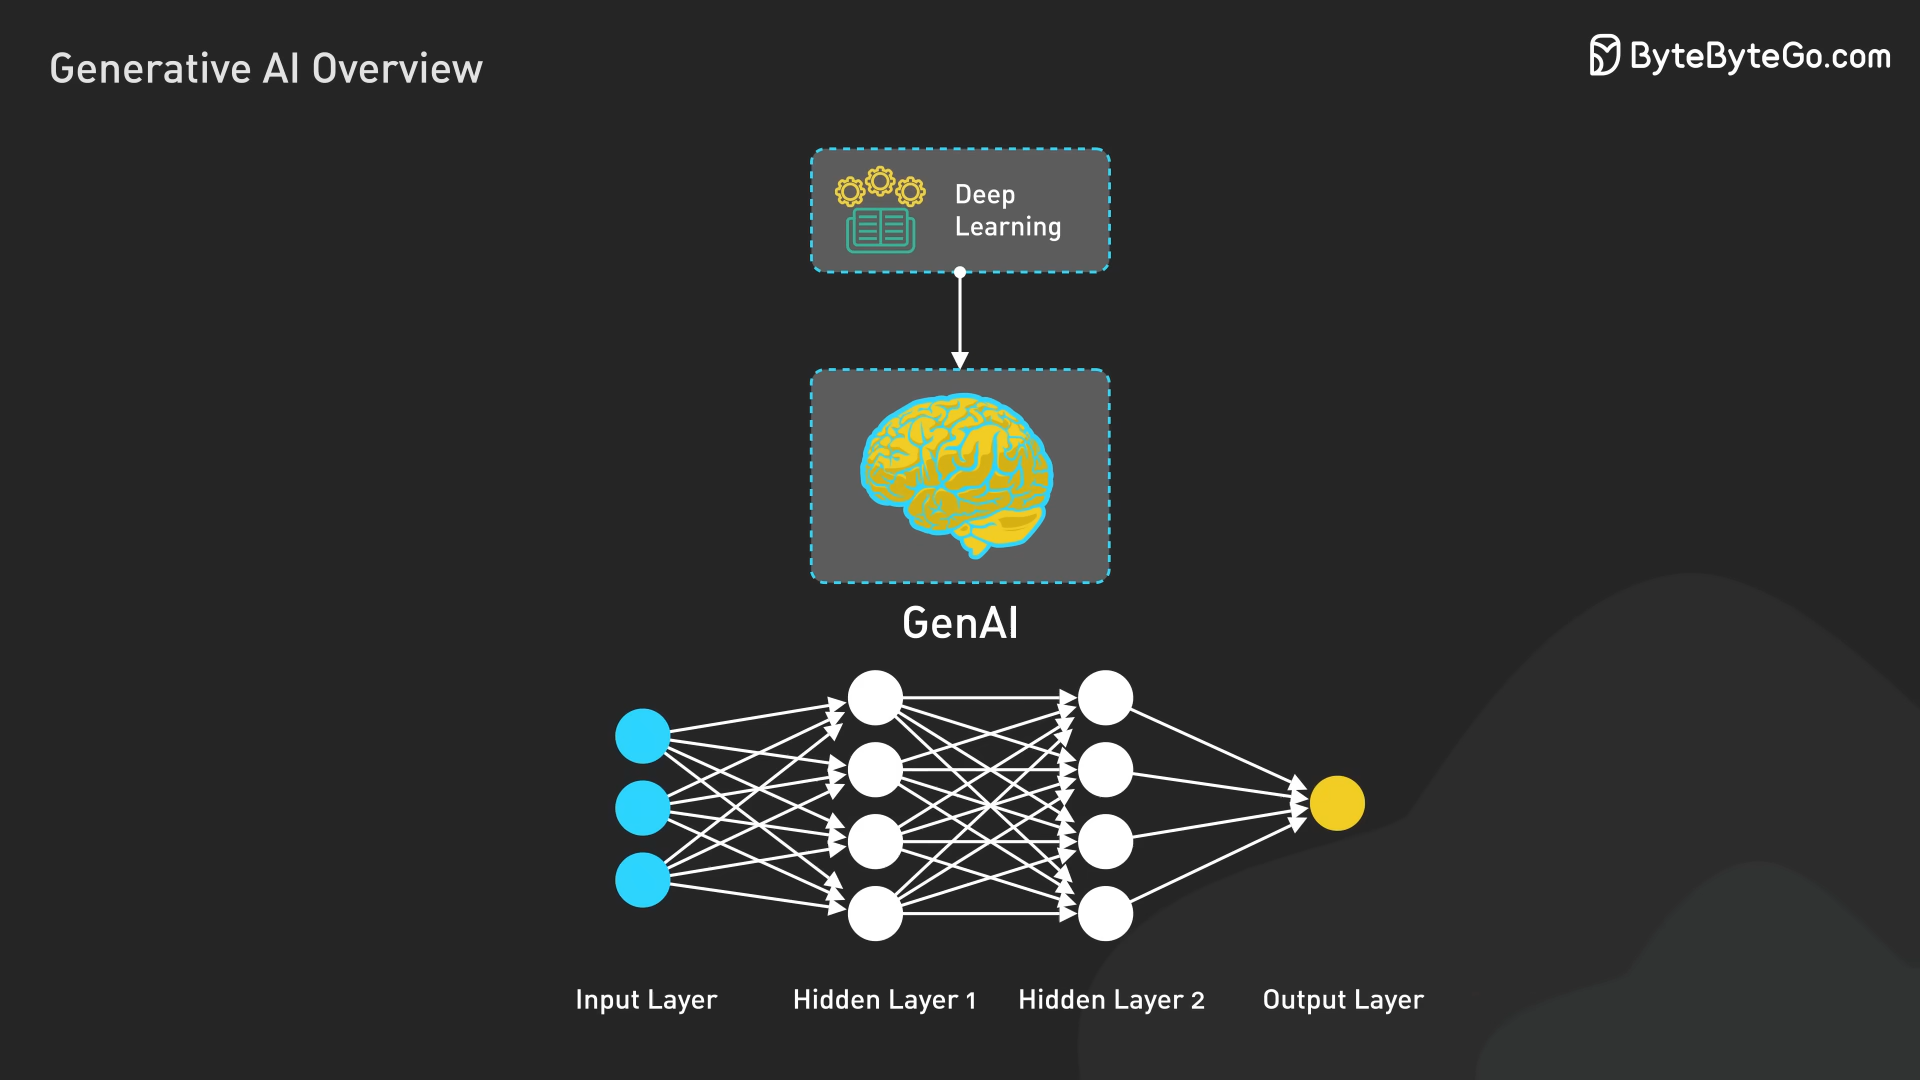 Generative AI Overview
ByteByteGo.com
Deep
Learning
GenAI
Input Layer
Hidden Layer 1
Hidden Layer 2
Output Layer